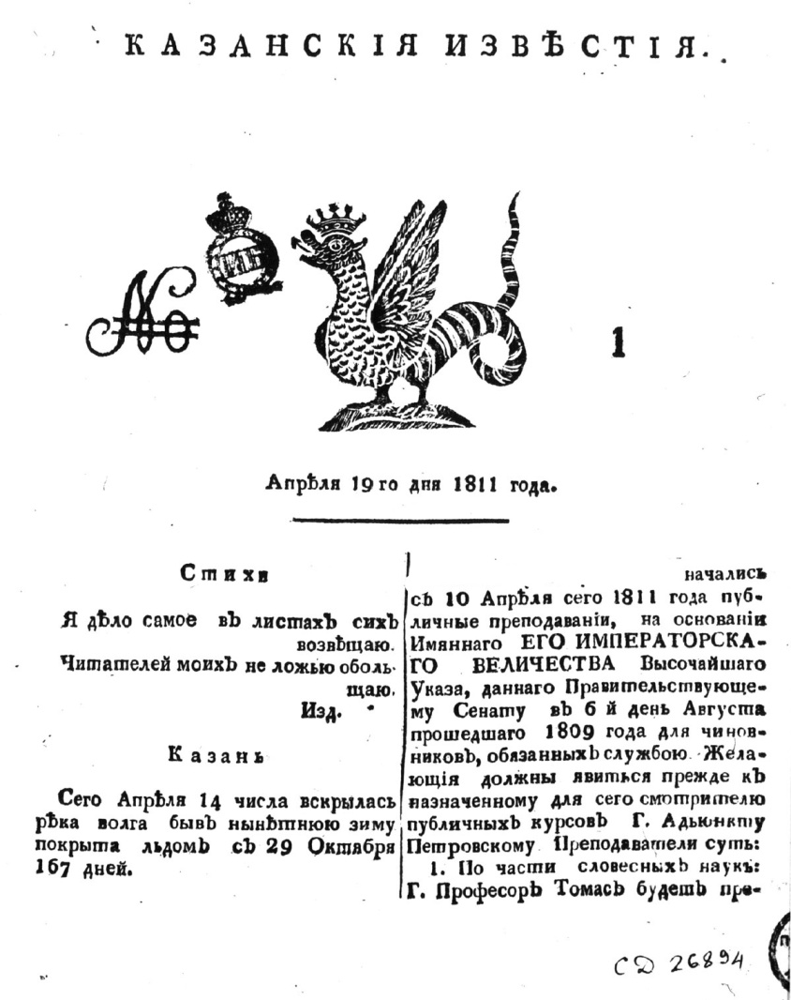 КАЗАНСКІЯ ИЗВѢСТІЯ.
No
1
Апрѣля 19го дня 1811 года.
Стихи
Я дѣло самое въ листахъ сихъ
возвѣщаю.
Читателей моихъ не ложью оболь-
щаю.
Изд.
Казань
Сего Апрѣля 14 числа вскрылась
рѣка волга бывъ нынѣтнюю зиму
покрыта льдомъ съ 29 Октября
167 дней.
начались
съ 10 Апрѣля сего 1811 года пуб-
личные преподаваніи, на основаніи
Имяннаго ЕГО ИМПЕРАТОРСКА-
ГО ВЕЛИЧЕСТВА Высочайшаго
Указа, даннаго Правительствующе-
му Сенату въ 6 й день Августа
прошедшаго 1809 года для чинов-
никовъ, обязанныхъ службою. Жела-
ющія должны явиться прежде къ
назначенному для сего смотрителю
публичныхъ курсовъ Г. Адъюнкту
Петровскому Преподаватели суть:
1. По части словесныхъ наукъ:
Г. Професоръ Томасъ будетъ пре-
СД 26894